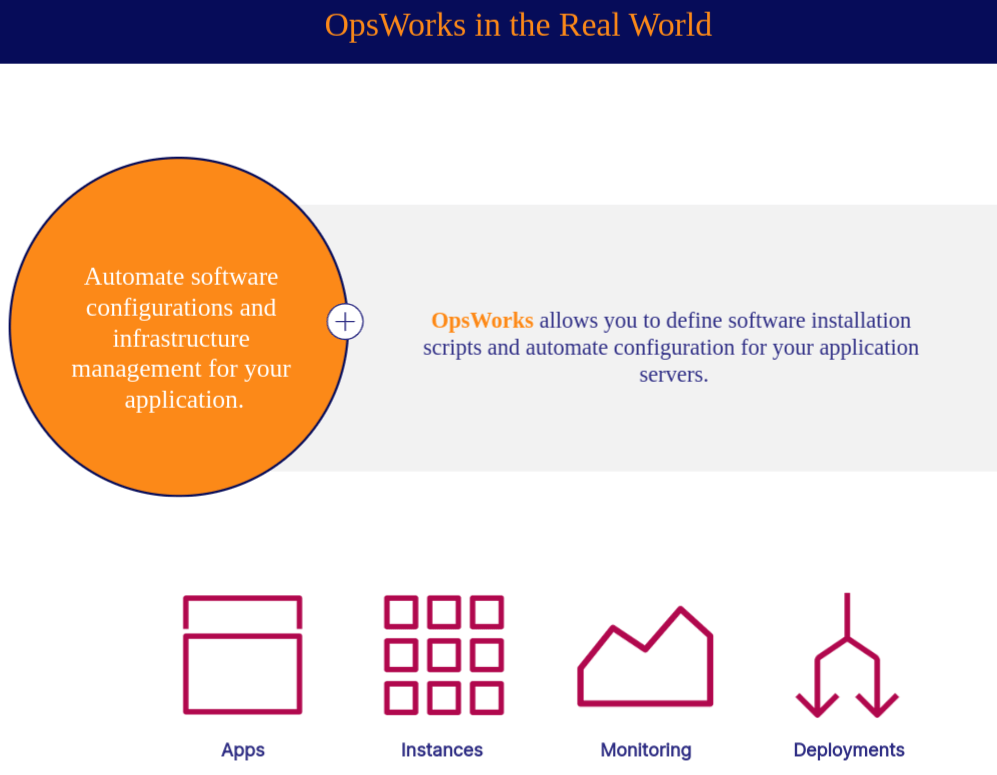 OpsWorks in the Real World
Automate software
configurations and
infrastructure
management for your
application.
OpsWorks allows you to define software installation
scripts and automate configuration for your application
servers.
Apps
Instances
Monitoring
Deployments